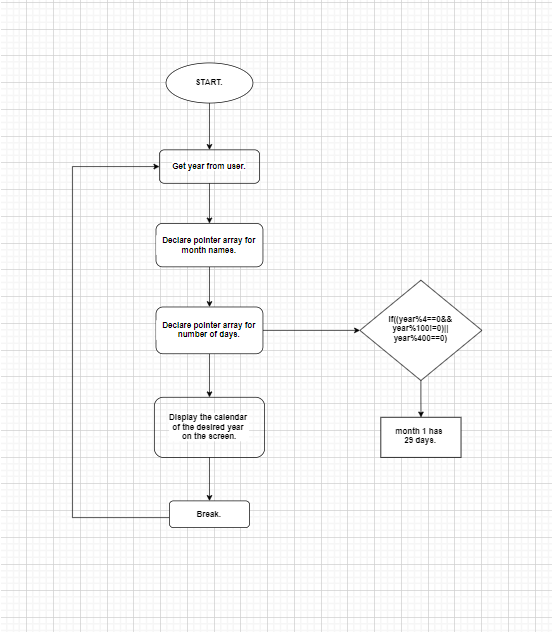 START.
Get year from user.
Declare pointer array for
month names.
Declare pointer array for
number of days.
If((year%4==0&&
year%100!=0)||
year%400==0)
Display the calendar
of the desired year
on the screen.
month 1 has
29 days.
Break.